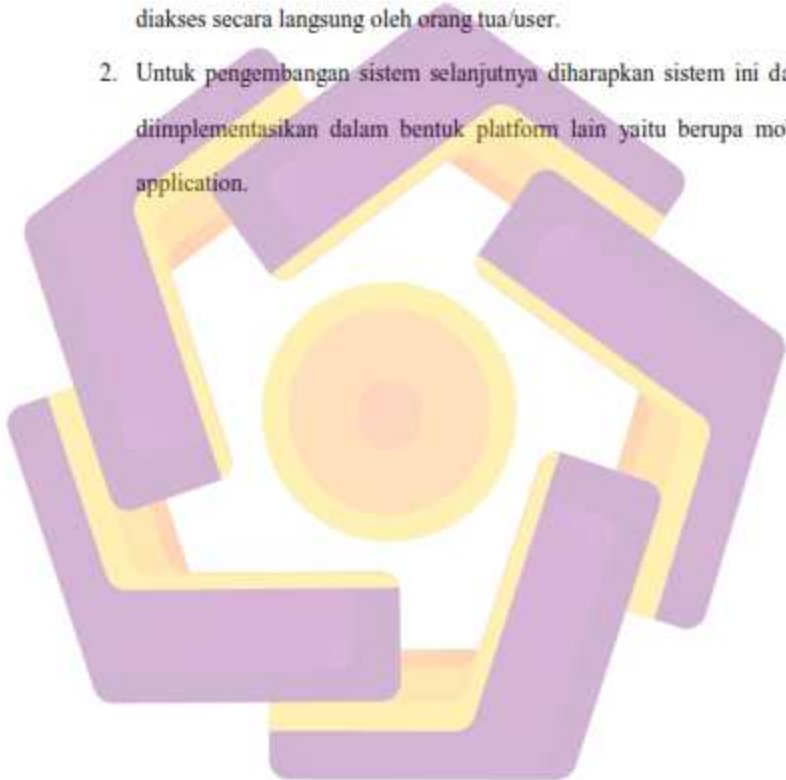 diakses secara langsung oleh orang tua/user.
2. Untuk pengembangan sistem selanjutnya diharapkan sistem ini
diimplementasikan dalam bentuk platform lain yaitu berupa
application.